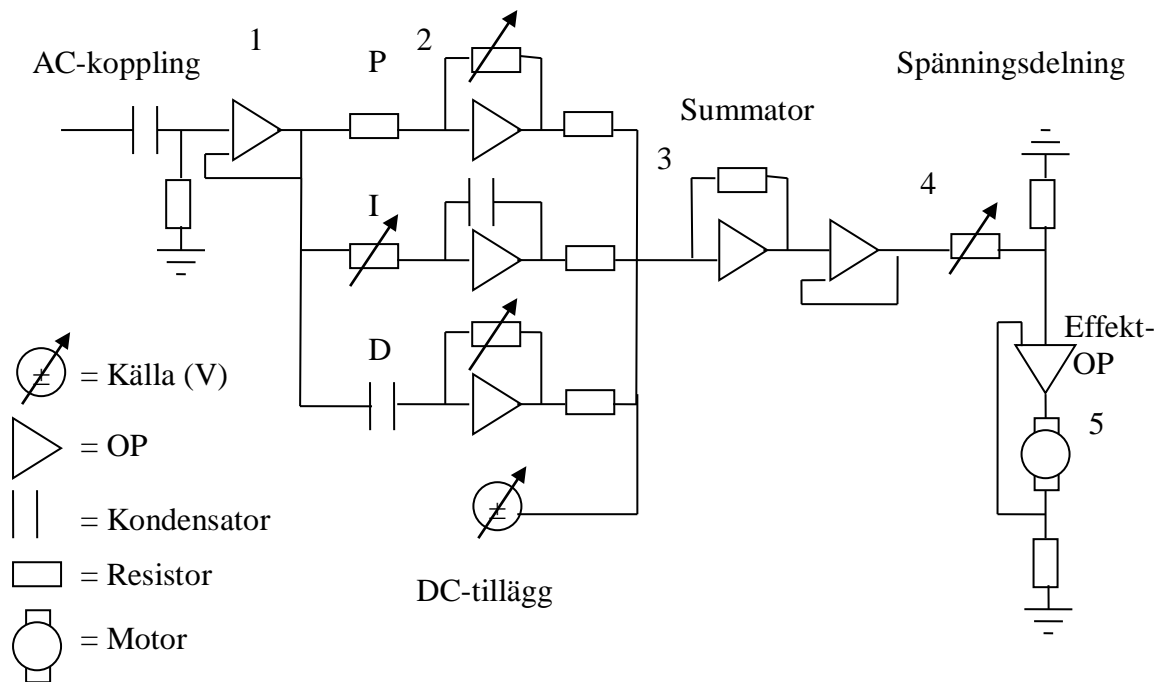 1
2
P
AC-koppling
Spänningsdelning
Summator
3
I
4
D
Effekt-
OP
± = Källa (V)
5
= OP
±
= Kondensator
DC-tillägg
= Resistor
= Motor